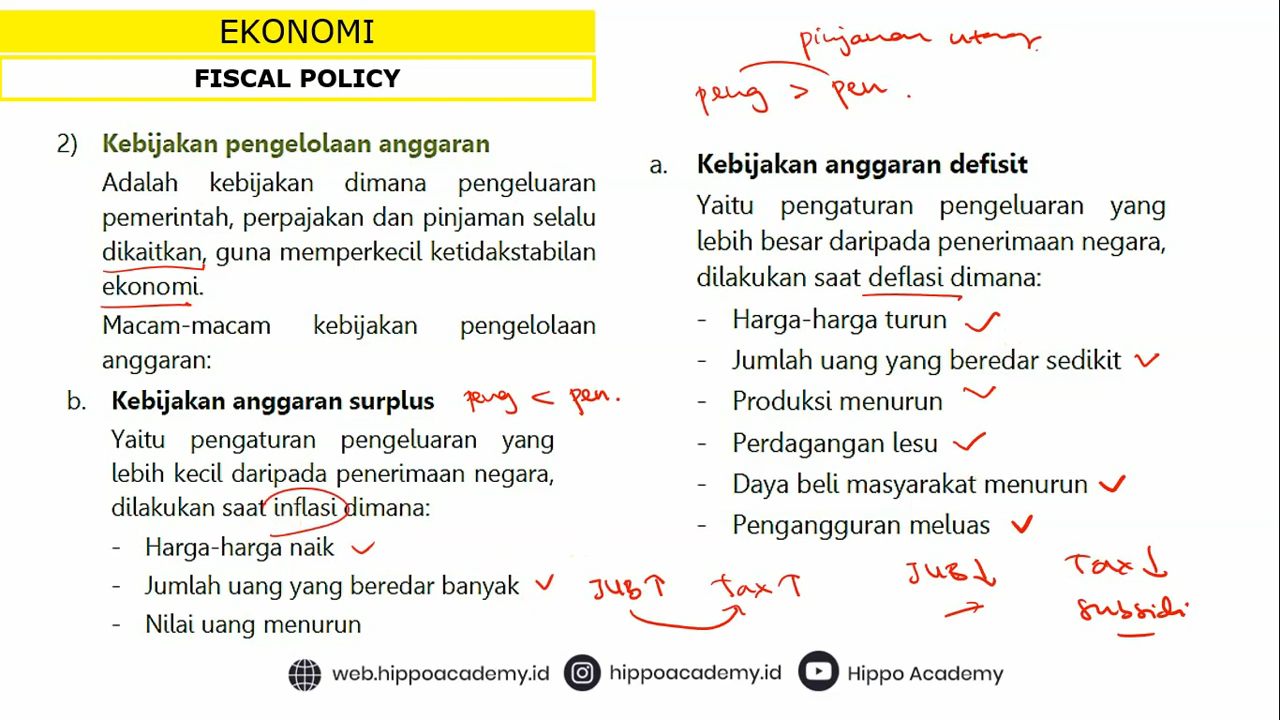 EKONOMI
FISCAL POLICY
2) Kebijakan pengelolaan anggaran
Adalah kebijakan dimana pengeluaran
pemerintah, perpajakan dan pinjaman selalu
dikaitkan, guna memperkecil ketidakstabilan
ekonomi.
Macam-macam kebijakan pengelolaan
anggaran:
b. Kebijakan anggaran surplus peng < pen.
Yaitu pengaturan pengeluaran yang
lebih kecil daripada penerimaan negara,
dilakukan saat inflasi dimana:
- Harga-harga naik
- Jumlah uang yang beredar banyak
- Nilai uang menurun
JUB↑ tax↑
pinjaman utang
peng > pen.
a. Kebijakan anggaran defisit
Yaitu pengaturan pengeluaran yang
lebih besar daripada penerimaan negara,
dilakukan saat deflasi dimana:
- Harga-harga turun
- Jumlah uang yang beredar sedikit
- Produksi menurun
- Perdagangan lesu
- Daya beli masyarakat menurun
- Pengangguran meluas
JUB↓ Tax↓
→ subsidi
web.hippoacademy.id hippoacademy.id Hippo Academy